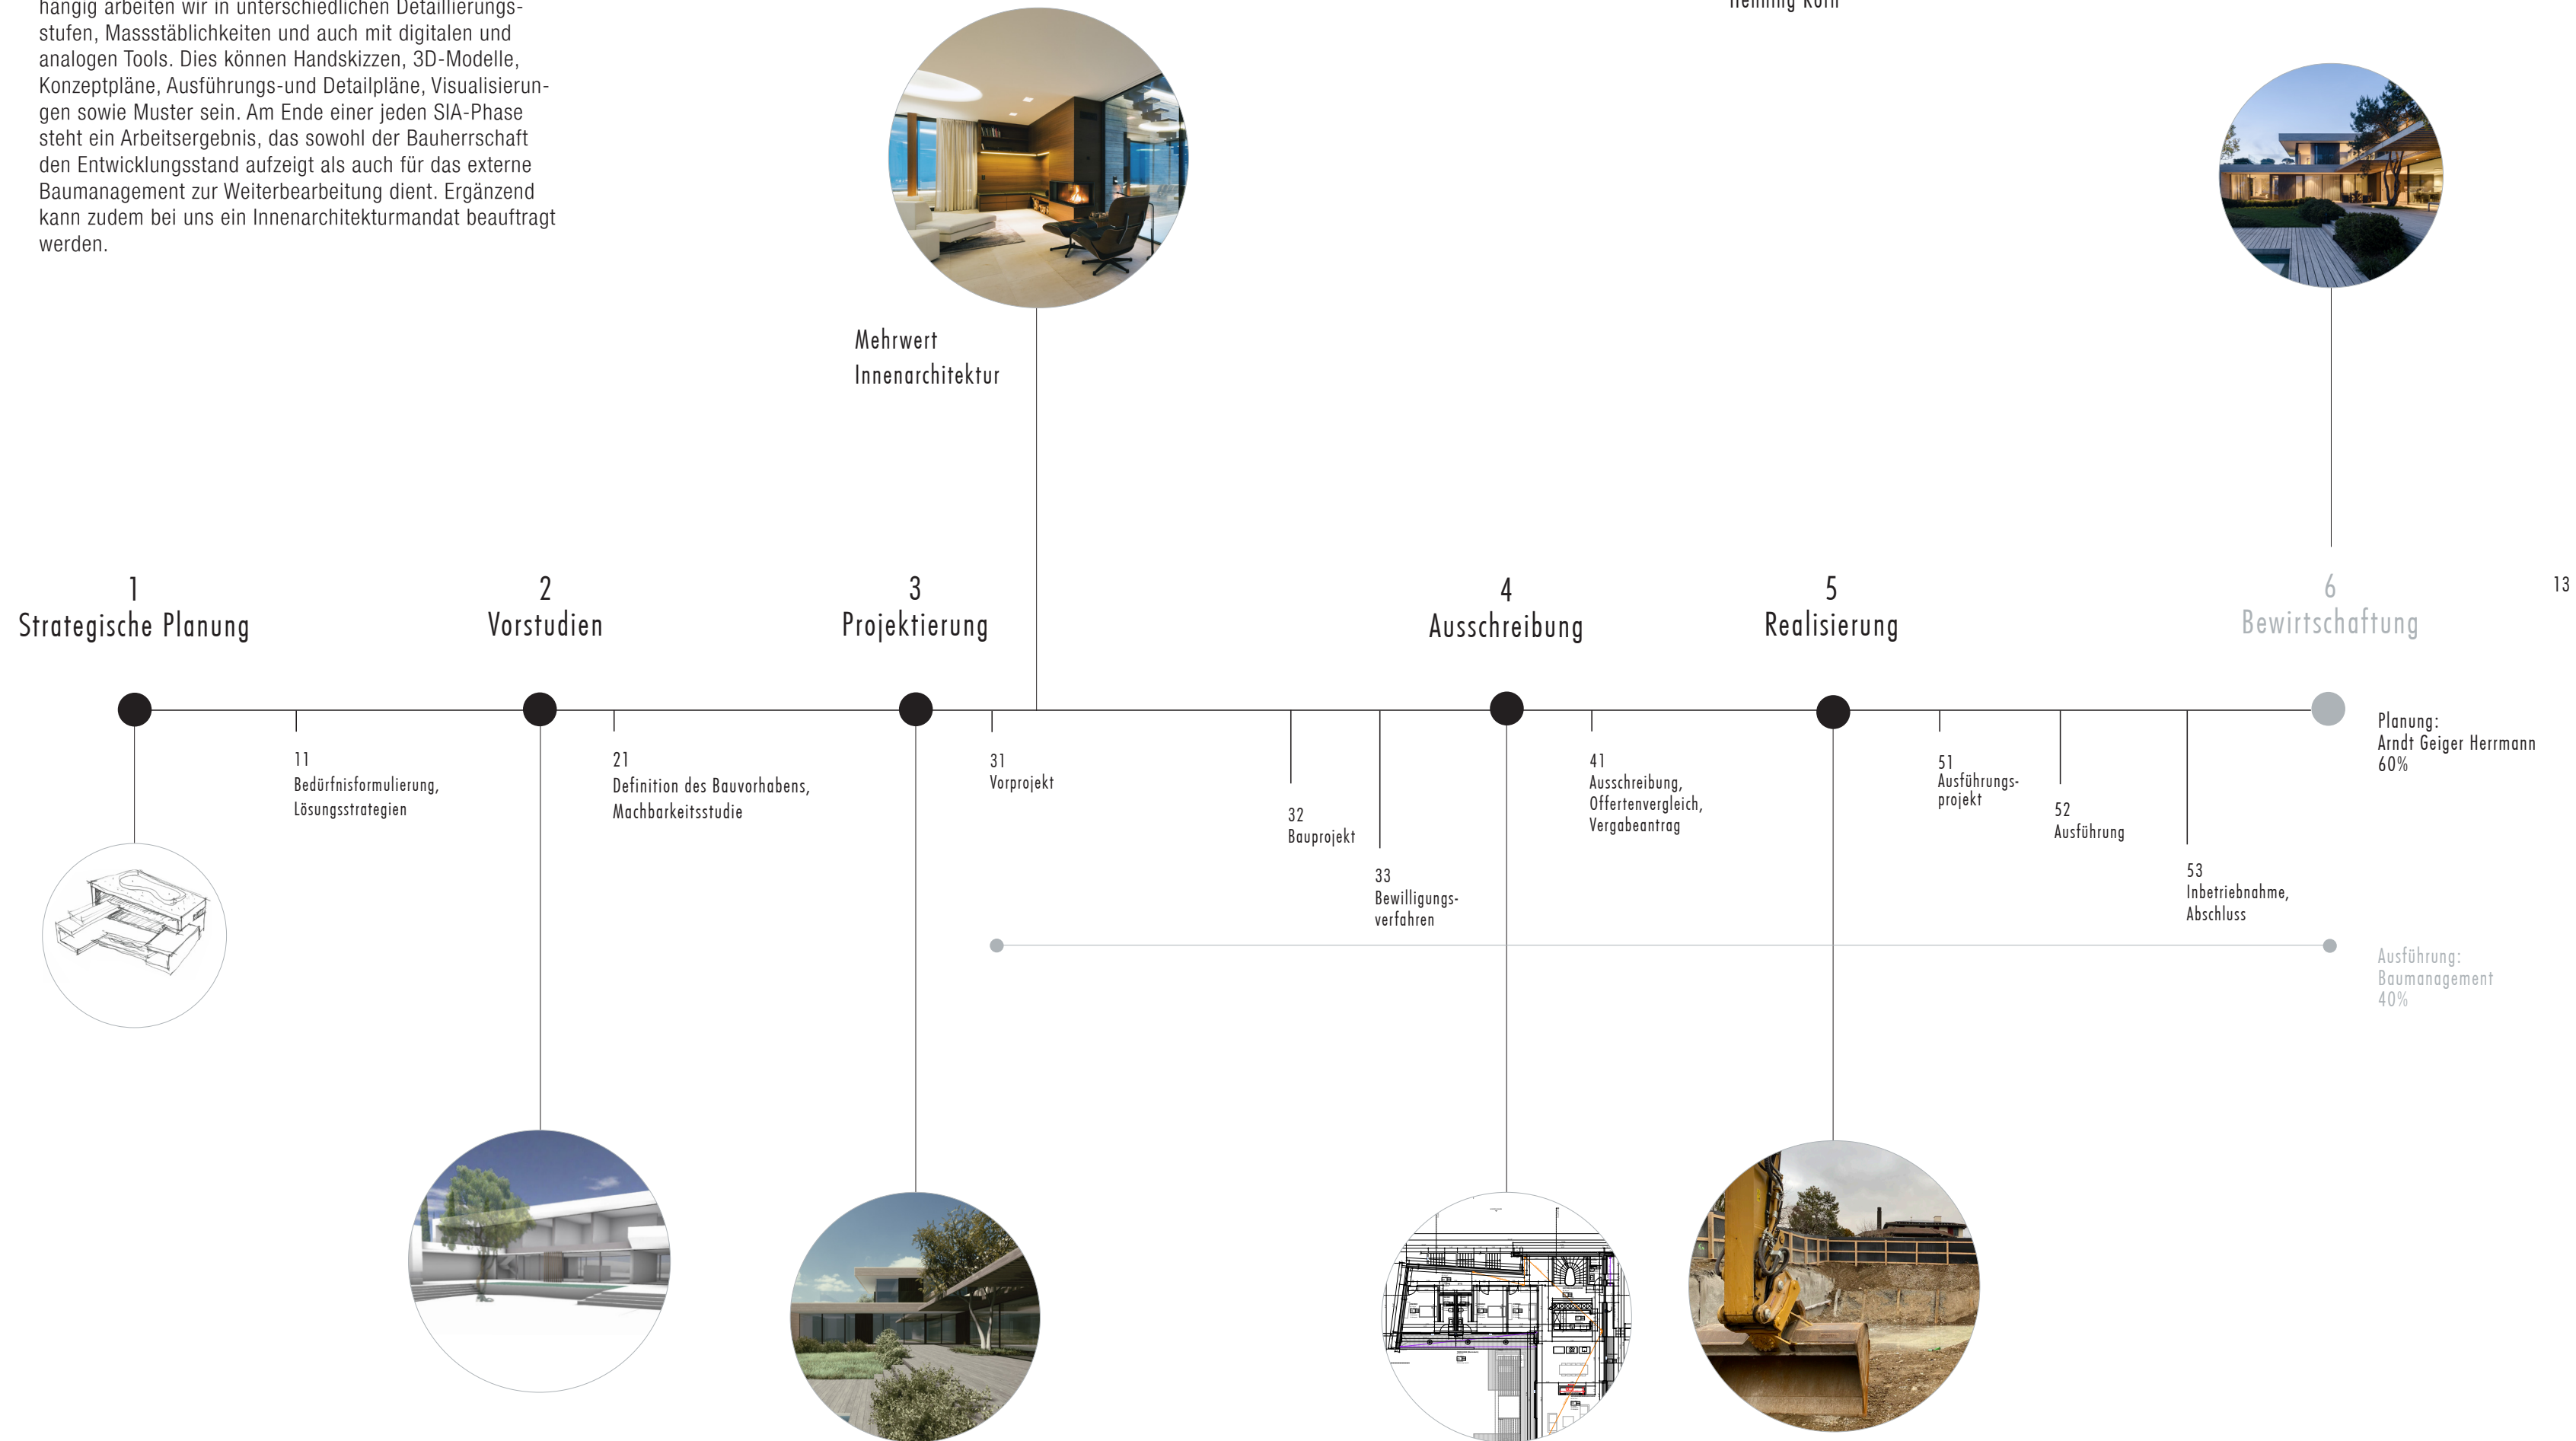 hängig arbeiten wir in unterschiedlichen Detaillierungs-
stufen, Massstäblichkeiten und auch mit digitalen und
analogen Tools. Dies können Handskizzen, 3D-Modelle,
Konzeptpläne, Ausführungs-und Detailpläne, Visualisierun-
gen sowie Muster sein. Am Ende einer jeden SIA-Phase
steht ein Arbeitsergebnis, das sowohl der Bauherrschaft
den Entwicklungsstand aufzeigt als auch für das externe
Baumanagement zur Weiterbearbeitung dient. Ergänzend
kann zudem bei uns ein Innenarchitekturmandat beauftragt
werden.
Mehrwert
Innenarchitektur
1
Strategische Planung
2
Vorstudien
3
Projektierung
4
Ausschreibung
5
Realisierung
6
Bewirtschaftung
13
11
Bedürfnisformulierung,
Lösungsstrategien
21
Definition des Bauvorhabens,
Machbarkeitsstudie
31
Vorprojekt
32
Bauprojekt
33
Bewilligungs-
verfahren
41
Ausschreibung,
Offertenvergleich,
Vergabeantrag
51
Ausführungs-
projekt
52
Ausführung
53
Inbetriebnahme,
Abschluss
Planung:
Arndt Geiger Herrmann
60%
Ausführung:
Baumanagement
40%